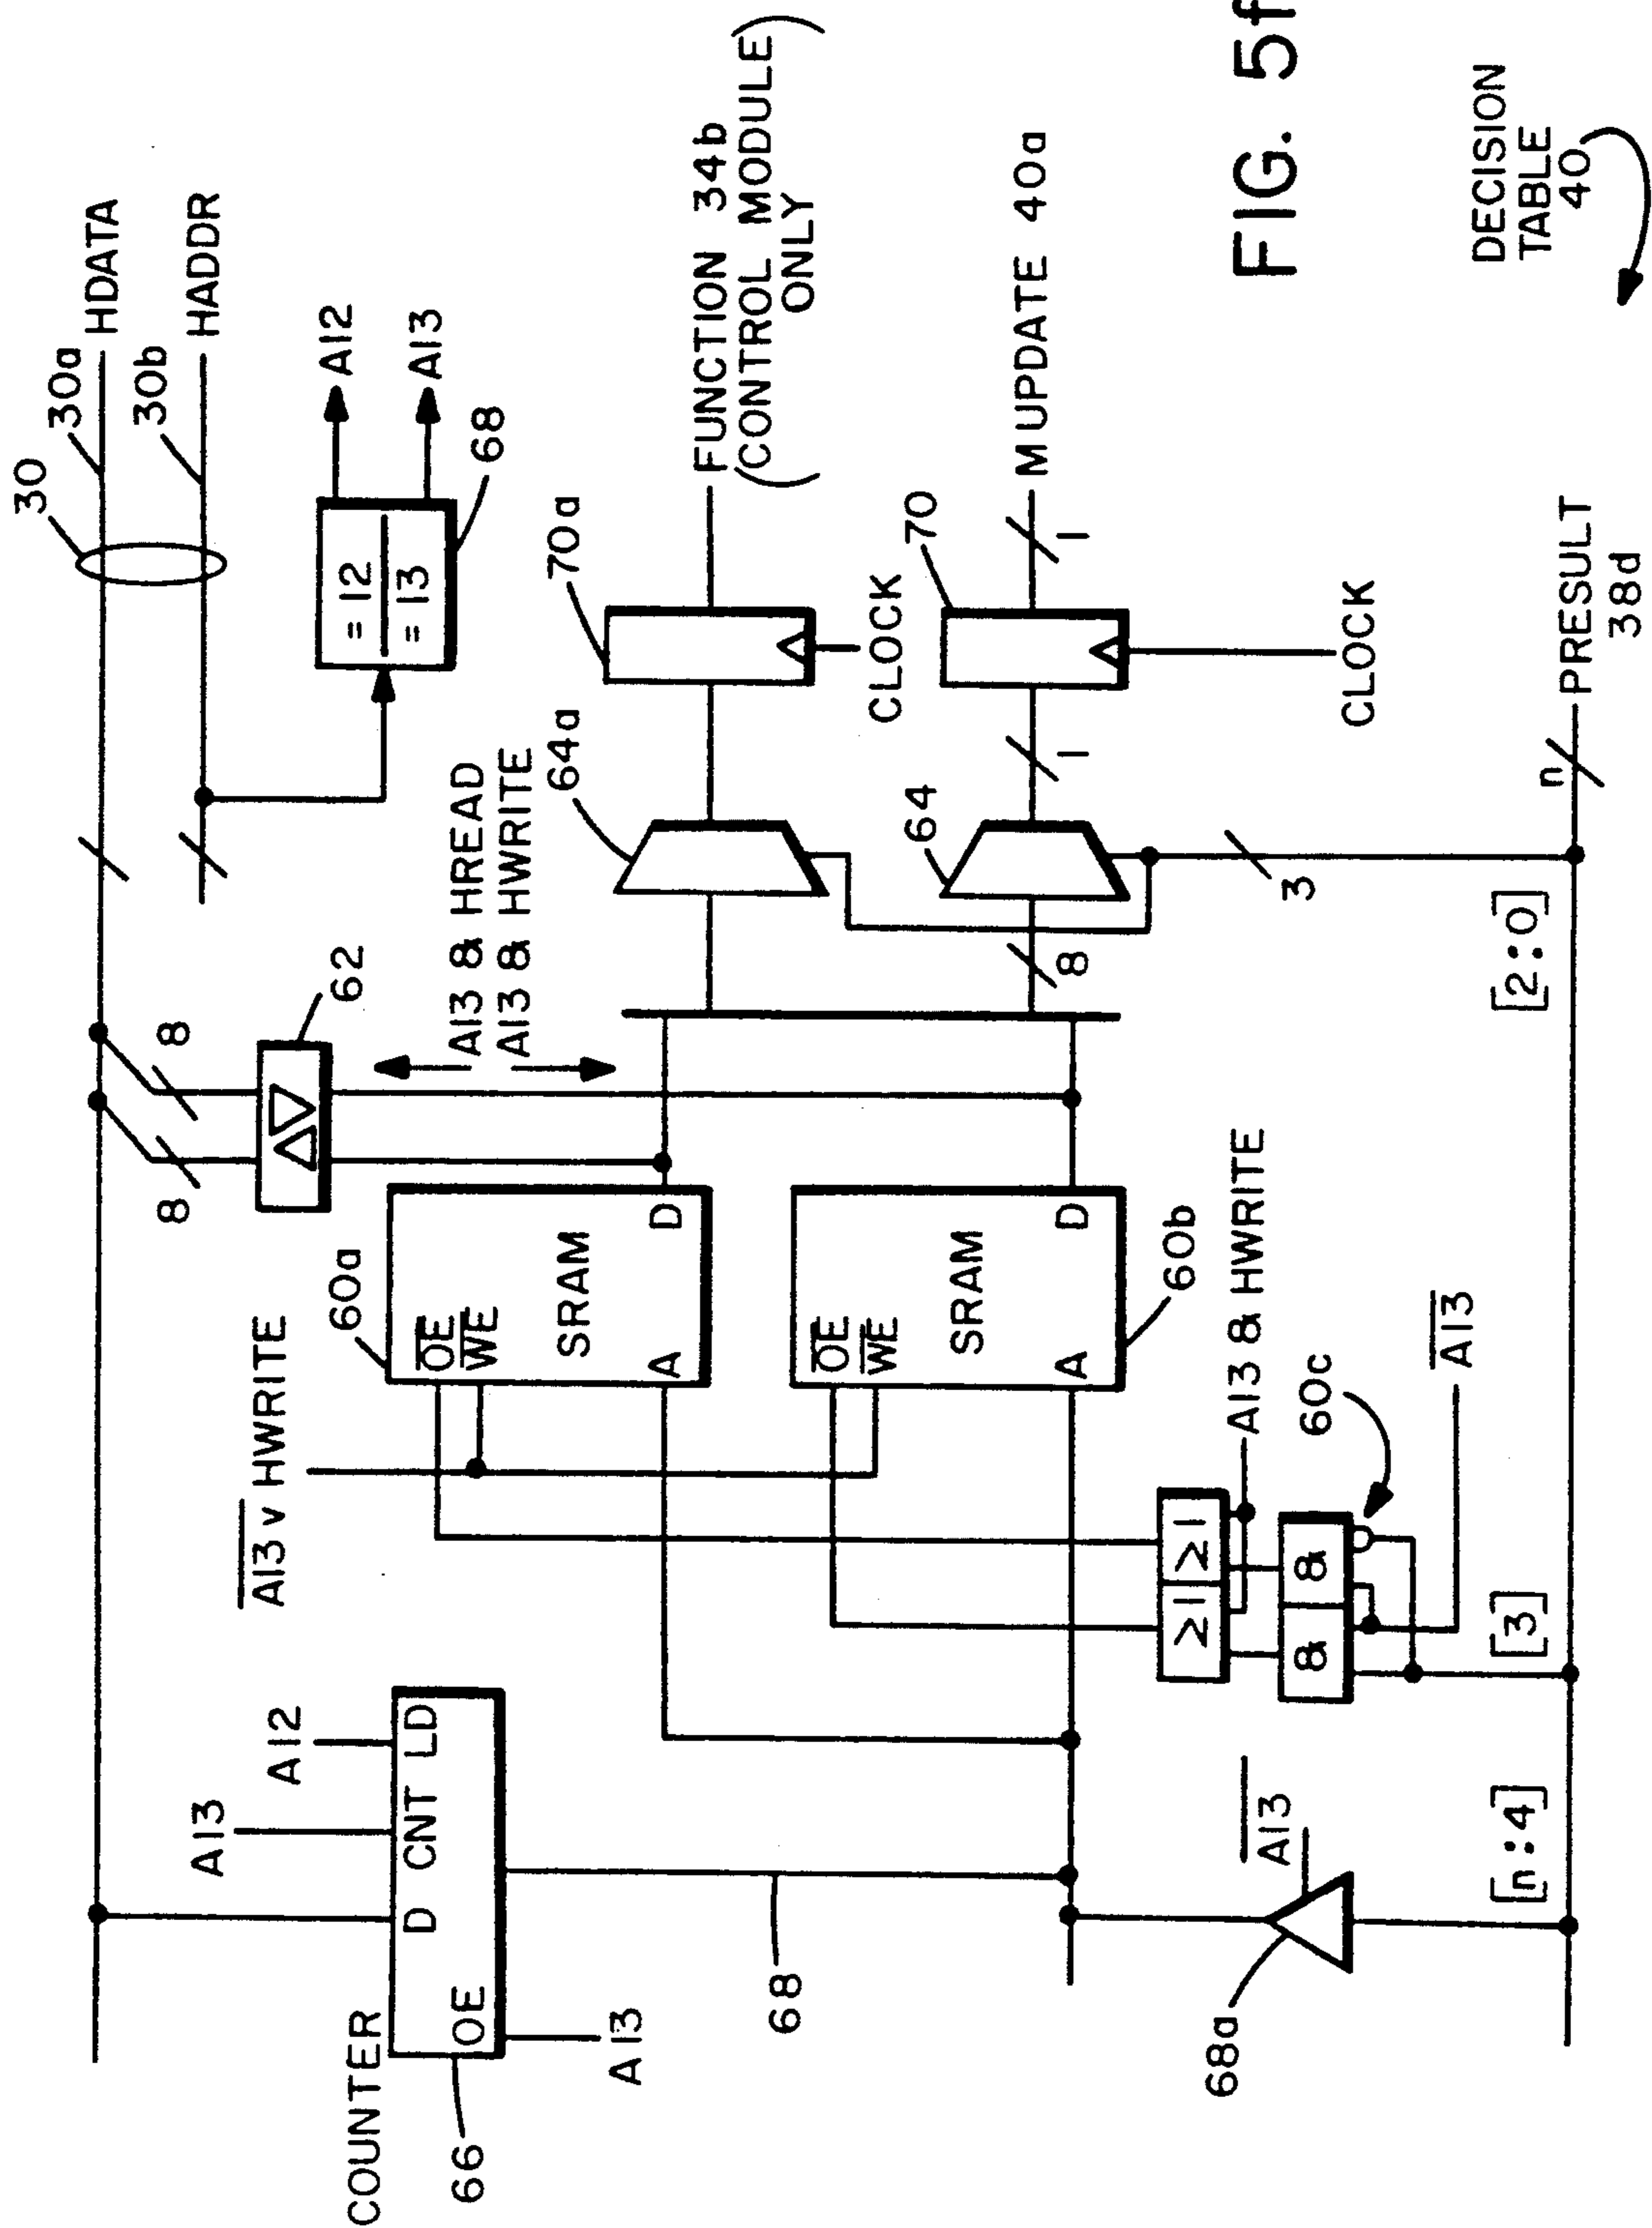 30
30a
HDATA
30b
HADDR
= 12
= 13
A12
A13
68
8
8
62
A13 & HREAD
A13 & HWRITE
A13 v HWRITE
COUNTER
66
A13
A12
D CNT LD
OE
A13
68
60a
OE
WE
SRAM
A
D
OE
WE
SRAM
A
D
60b
64a
70a
CLOCK
FUNCTION 34b
(CONTROL MODULE)
ONLY
64
8
1
70
1
CLOCK
MUPDATE 40a
3
≥1
≥1
A13 & HWRITE
&
&
60c
A13
68a
A13
[n:4]
[3]
[2:0]
n
PRESULT
38d
FIG. 5f
DECISION
TABLE
40